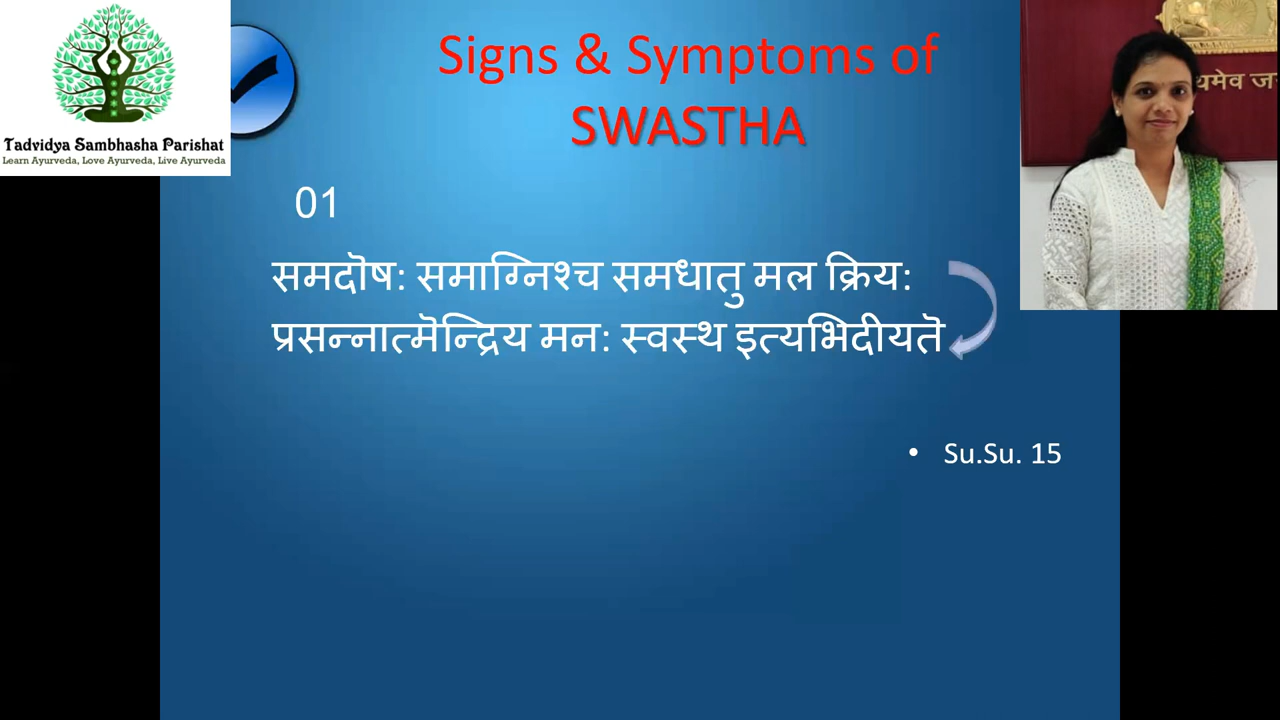 Tadvidya Sambhasha Parishat
Learn Ayurveda, Love Ayurveda, Live Ayurveda
Signs & Symptoms of
SWASTHA
01
समदॊष: समाग्निश्च समधातु मल क्रिय:
प्रसन्नात्मॆन्द्रिय मन: स्वस्थ इत्यभिदीयतॆ
• Su.Su. 15